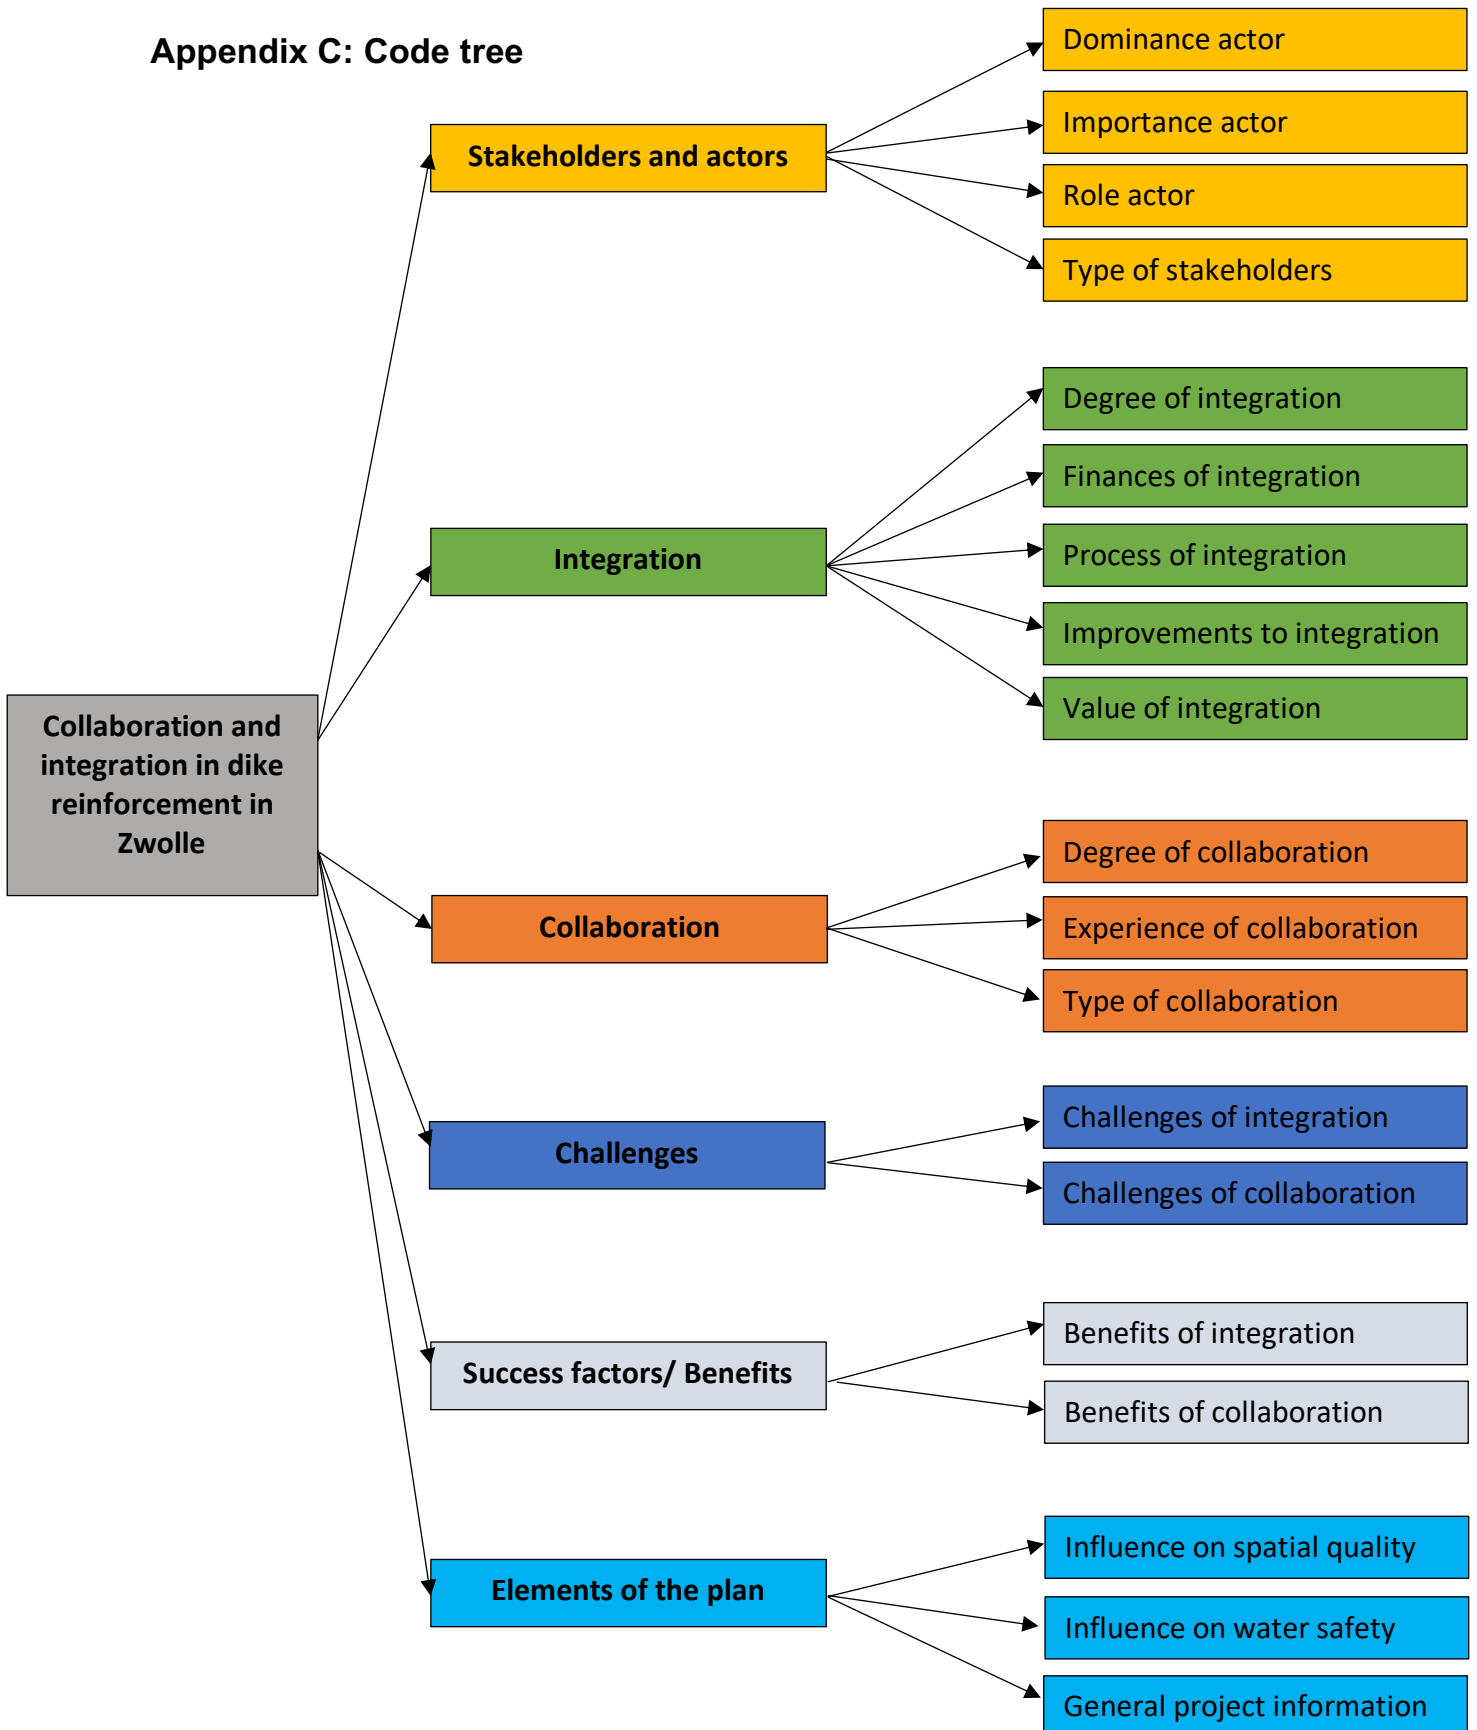 Appendix C: Code tree
Collaboration and
integration in dike
reinforcement in
Zwolle
Stakeholders and actors
Dominance actor
Importance actor
Role actor
Type of stakeholders
Integration
Degree of integration
Finances of integration
Process of integration
Improvements to integration
Value of integration
Collaboration
Degree of collaboration
Experience of collaboration
Type of collaboration
Challenges
Challenges of integration
Challenges of collaboration
Success factors/ Benefits
Benefits of integration
Benefits of collaboration
Elements of the plan
Influence on spatial quality
Influence on water safety
General project information